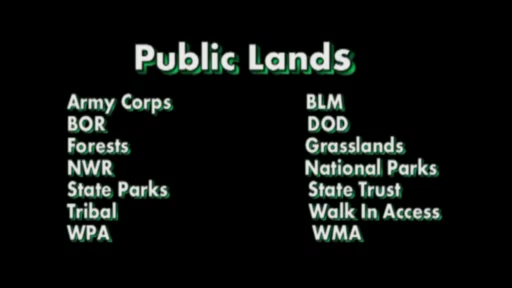 Public Lands
Army Corps
BOR
Forests
NWR
State Parks
Tribal
WPA
BLM
DOD
Grasslands
National Parks
State Trust
Walk In Access
WMA